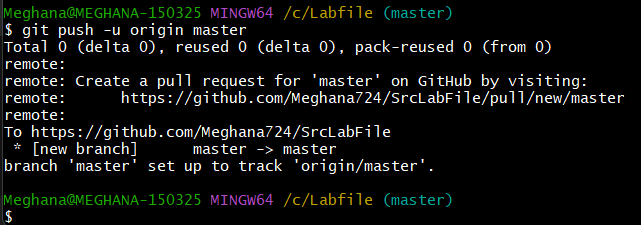 Meghana@MEGHANA-150325 MINGW64 /c/Labfile (master)
$ git push -u origin master
Total 0 (delta 0), reused 0 (delta 0), pack-reused 0 (from 0)
remote:
remote: Create a pull request for 'master' on GitHub by visiting:
remote:      https://github.com/Meghana724/SrcLabFile/pull/new/master
remote:
To https://github.com/Meghana724/SrcLabFile
 * [new branch]      master -> master
branch 'master' set up to track 'origin/master'.
Meghana@MEGHANA-150325 MINGW64 /c/Labfile (master)
$